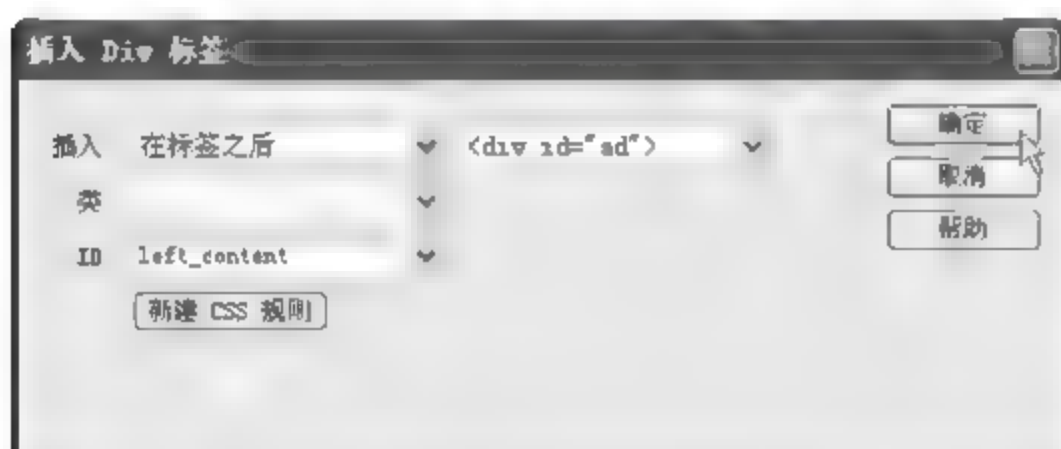 插入 Div 标签
插入 在标签之后 <div id="ad"> 确定
类 取消
ID left_content 帮助
新建 CSS 规则